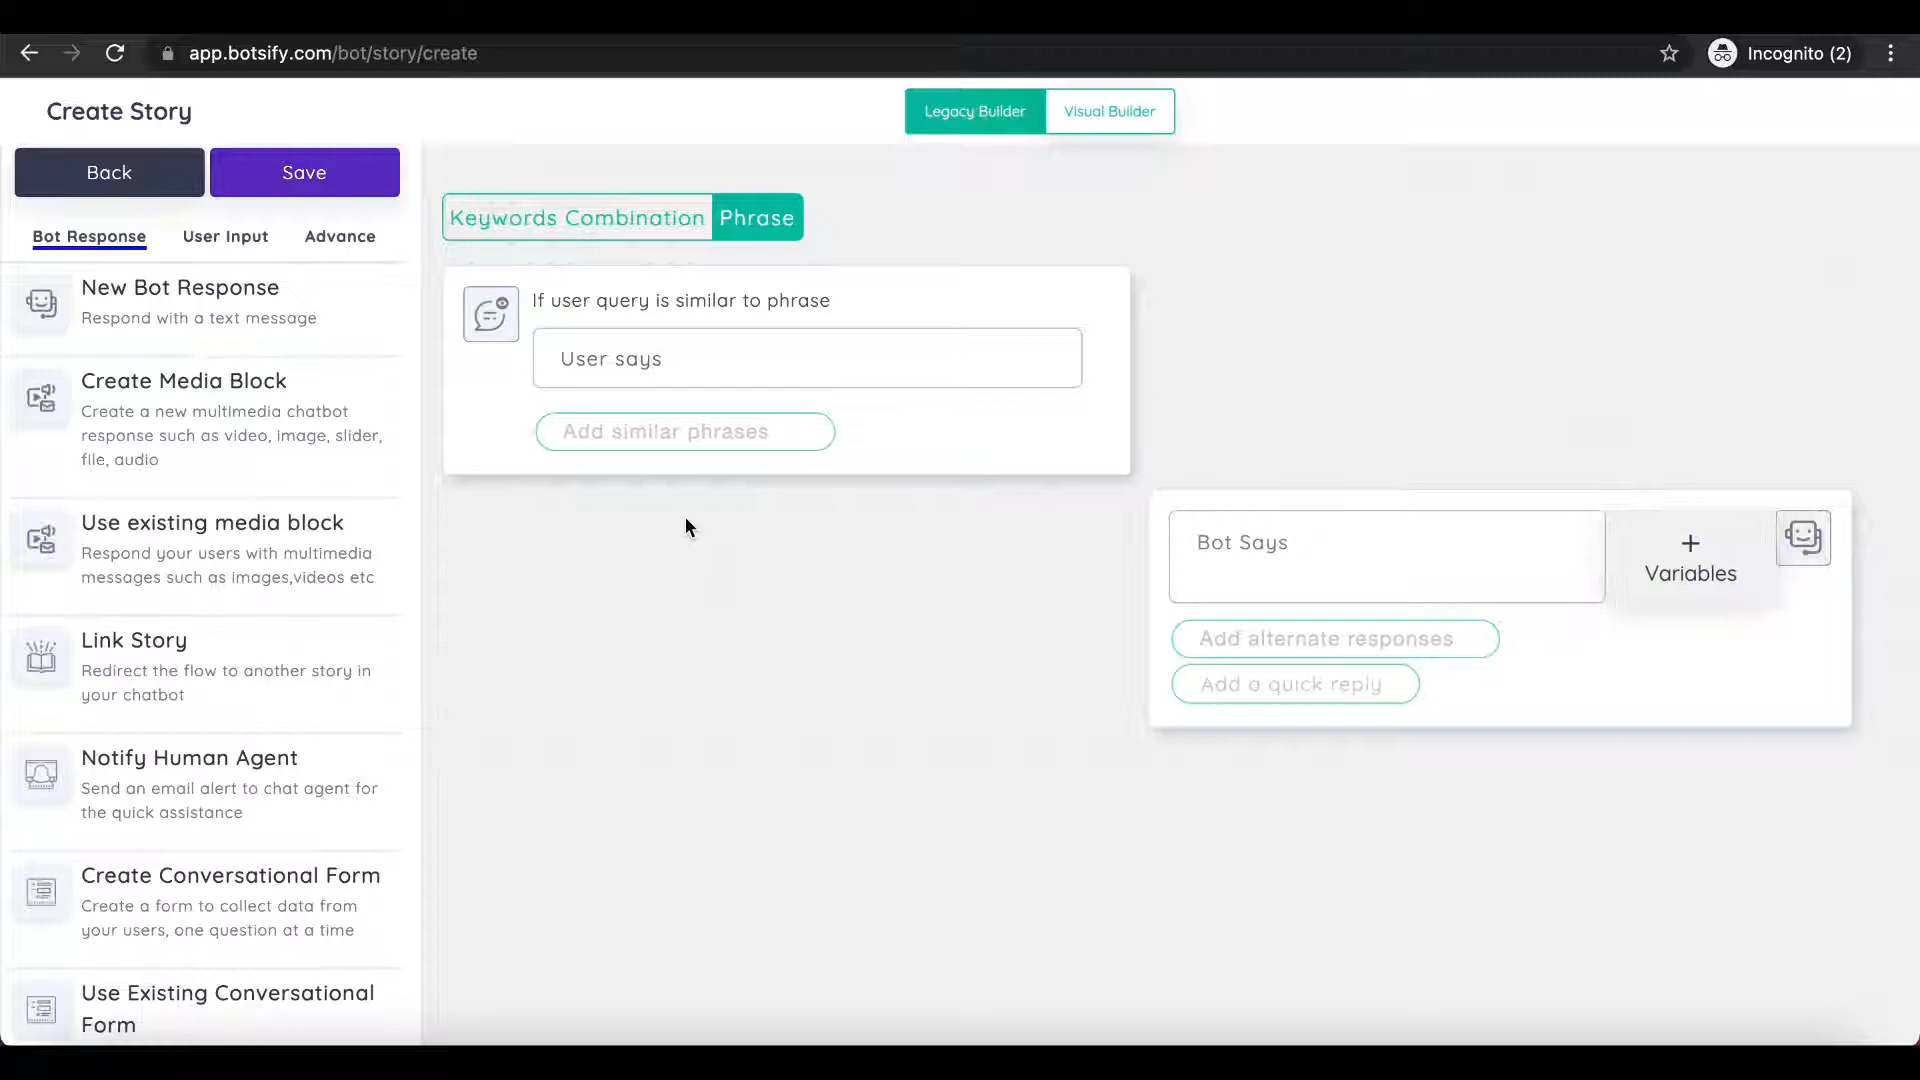 app.botsify.com/bot/story/create
Incognito (2)
Create Story
Legacy Builder
Visual Builder
Back
Save
Bot Response
User Input
Advance
New Bot Response
Respond with a text message
Create Media Block
Create a new multimedia chatbot
response such as video, image, slider,
file, audio
Use existing media block
Respond your users with multimedia
messages such as images,videos etc
Link Story
Redirect the flow to another story in
your chatbot
Notify Human Agent
Send an email alert to chat agent for
the quick assistance
Create Conversational Form
Create a form to collect data from
your users, one question at a time
Use Existing Conversational
Form
Keywords Combination
Phrase
If user query is similar to phrase
User says
Add similar phrases
Bot Says
+
Variables
Add alternate responses
Add a quick reply